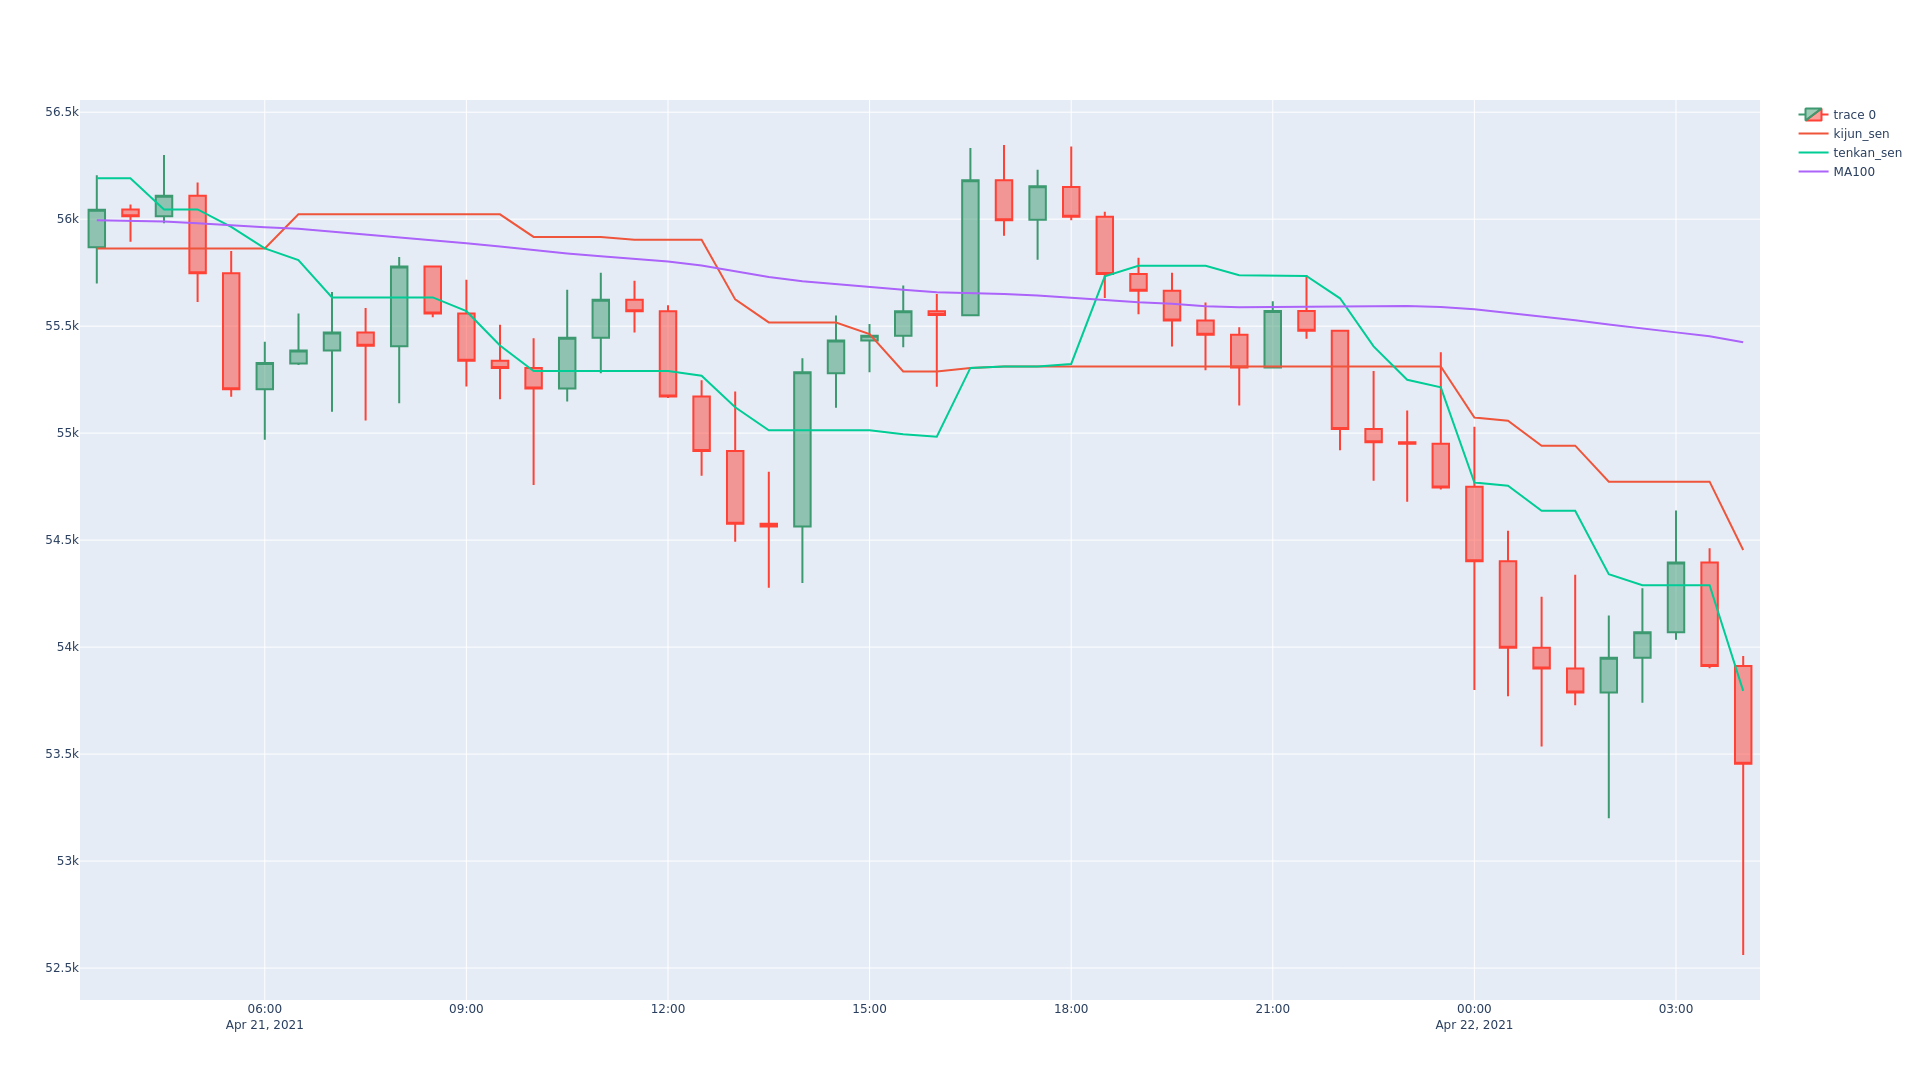 56.5k
56k
55.5k
55k
54.5k
54k
53.5k
53k
52.5k
06:00 09:00 12:00 15:00 18:00 21:00 00:00 03:00
Apr 21, 2021 Apr 22, 2021
trace 0
kijun_sen
tenkan_sen
MA100